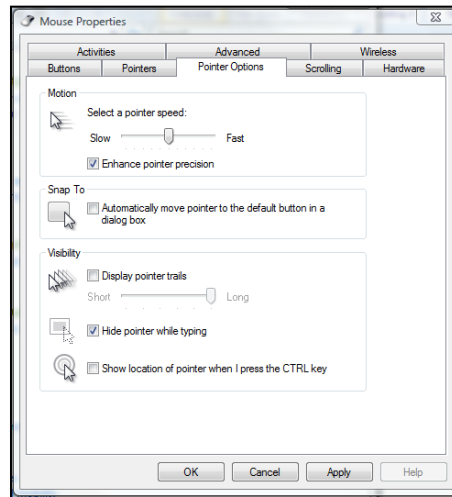 Mouse Properties
Activities Advanced Wireless
Buttons Pointers Pointer Options Scrolling Hardware
Motion
Select a pointer speed:
Slow Fast
Enhance pointer precision
Snap To
Automatically move pointer to the default button in a
dialog box
Visibility
Display pointer trails
Short Long
Hide pointer while typing
Show location of pointer when I press the CTRL key
OK Cancel Apply Help